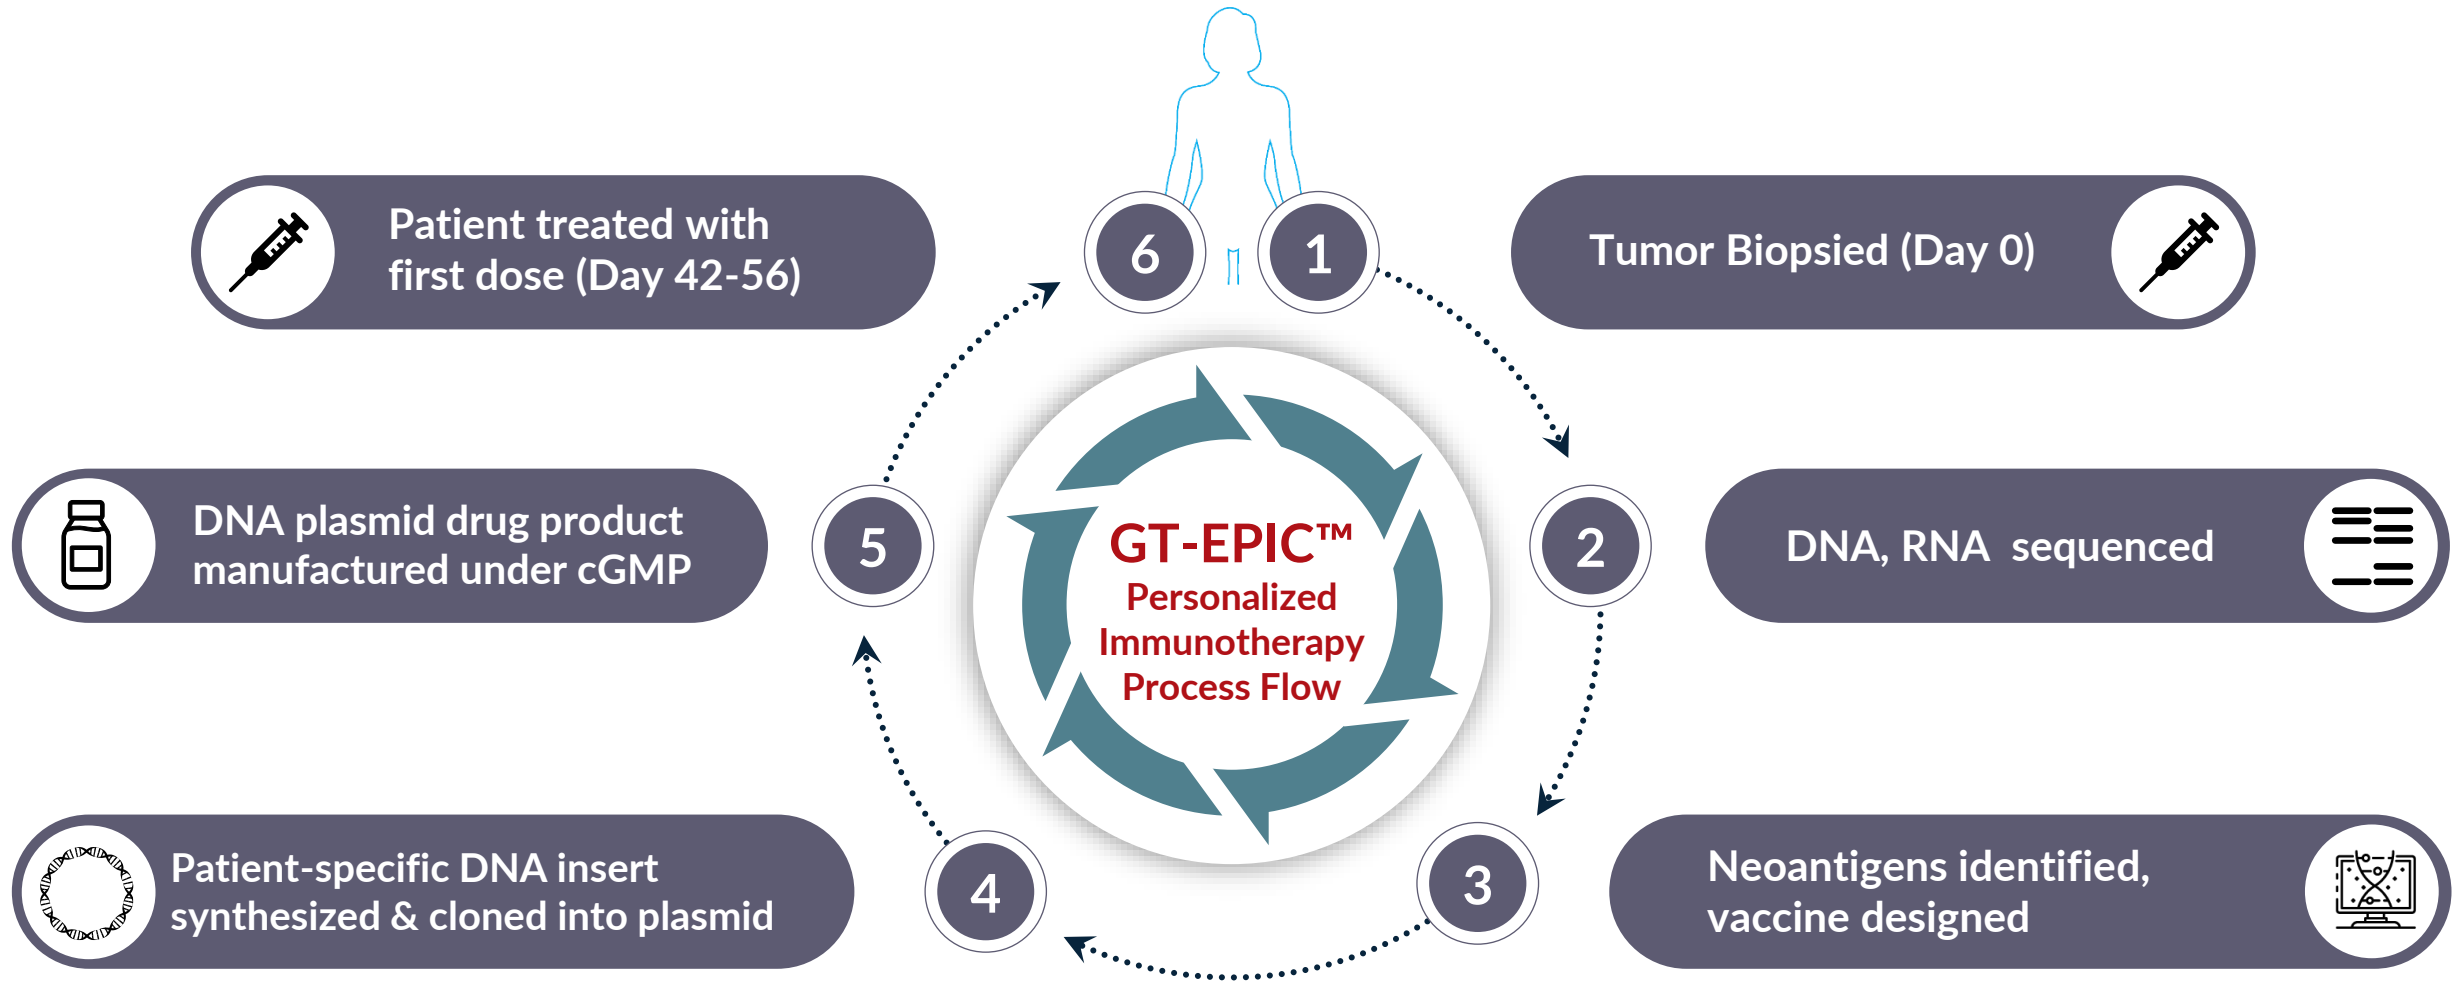 1
Tumor Biopsied (Day 0)
2
DNA, RNA  sequenced
3
Neoantigens identified,
vaccine designed
4
Patient-specific DNA insert
synthesized & cloned into plasmid
5
DNA plasmid drug product
manufactured under cGMP
6
Patient treated with
first dose (Day 42-56)
GT-EPIC™
Personalized
Immunotherapy
Process Flow